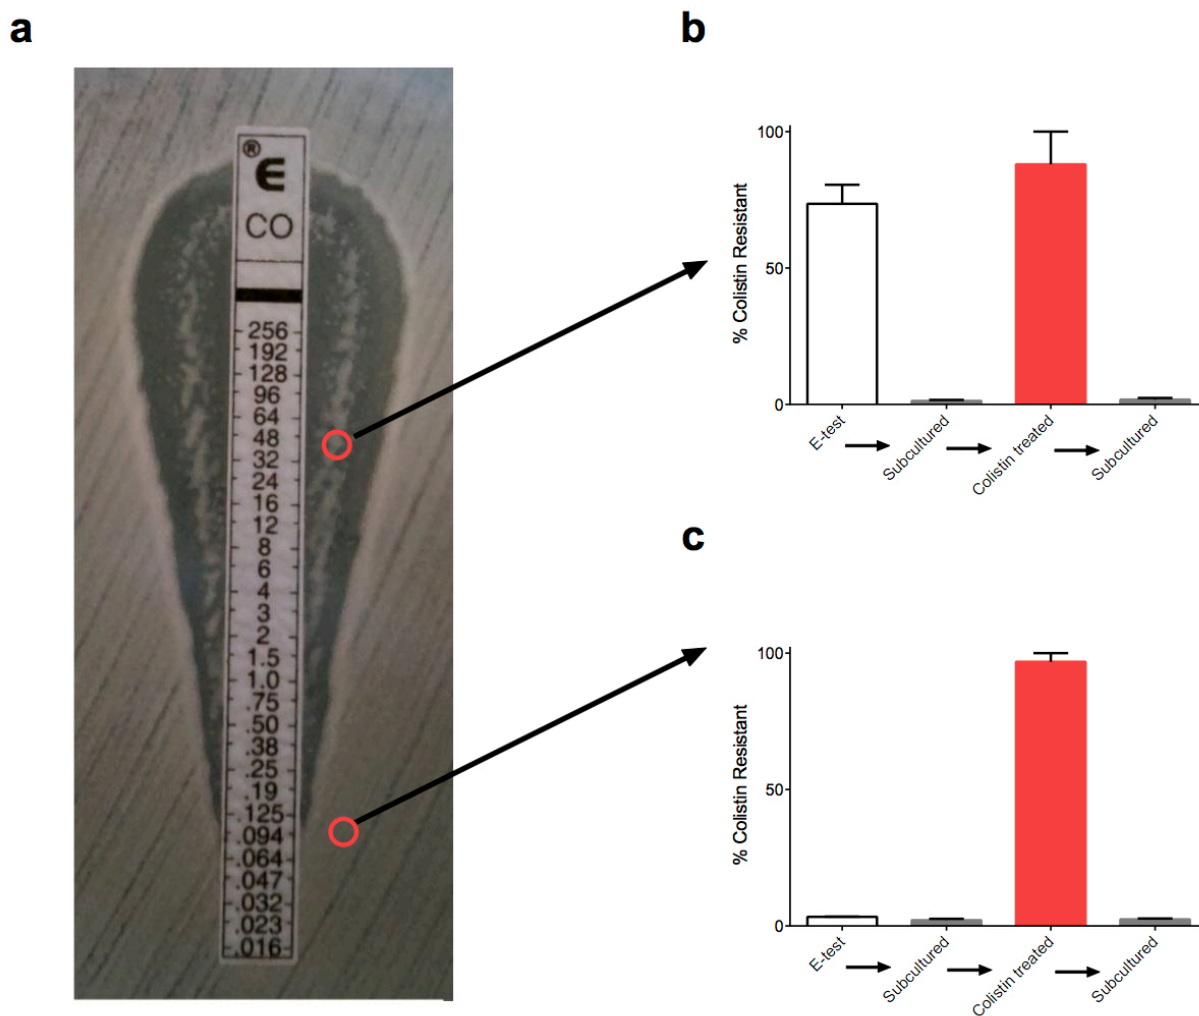 a
®
E
CO
256
192
128
96
64
48
32
24
16
12
8
6
4
3
2
1.5
1.0
.75
.50
.38
.25
.19
.125
.094
.064
.047
.032
.023
.016
b
% Colistin Resistant
100
50
0
E-test
Subcultured
Colistin treated
Subcultured
c
% Colistin Resistant
100
50
0
E-test
Subcultured
Colistin treated
Subcultured